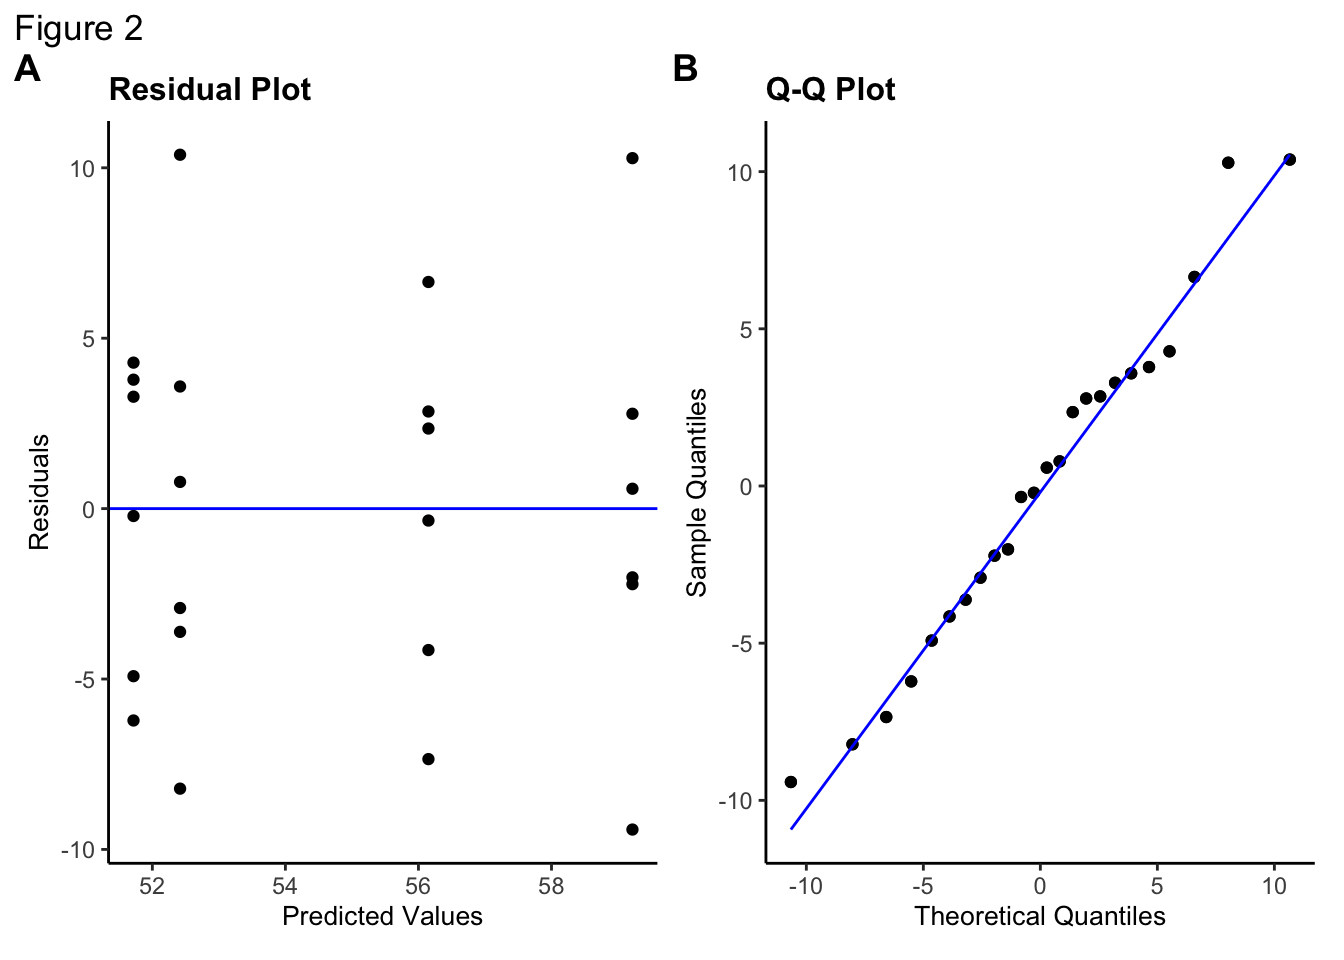 Figure 2
A
Residual Plot
10
5
0
-5
-10
Residuals
52 54 56 58
Predicted Values
B
Q-Q Plot
10
5
0
-5
-10
Sample Quantiles
-10 -5 0 5 10
Theoretical Quantiles